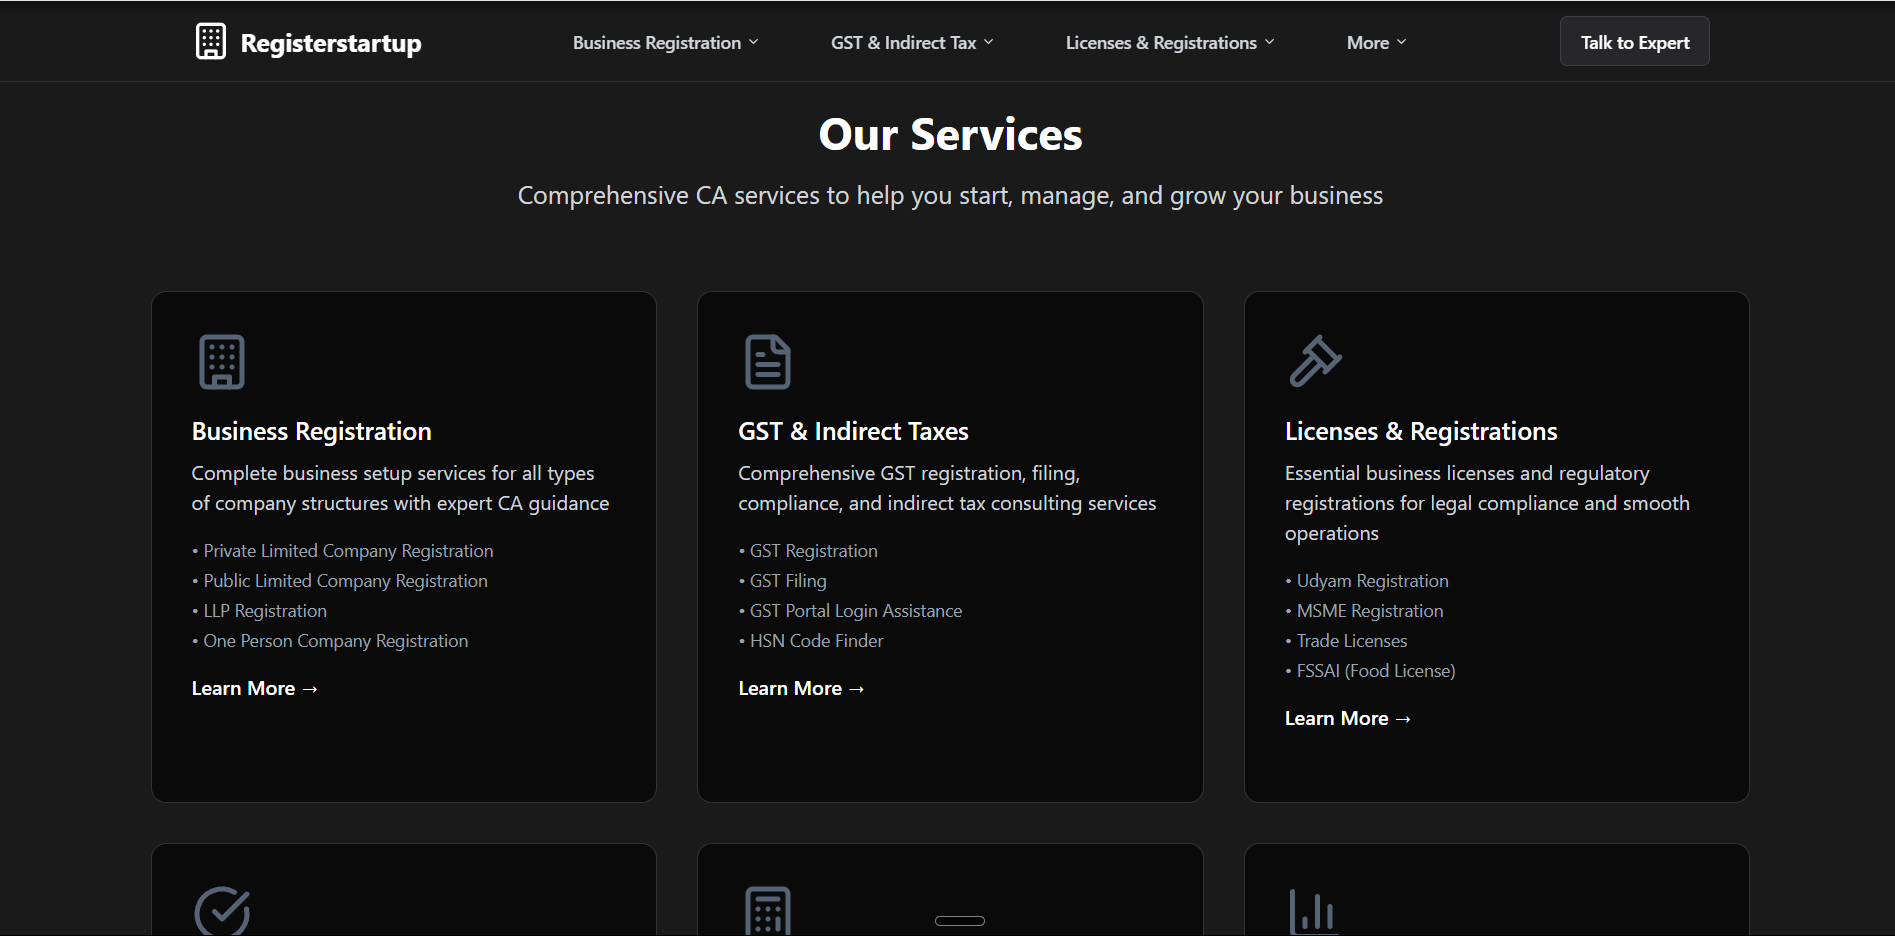 Registerstartup
Business Registration
GST & Indirect Tax
Licenses & Registrations
More
Talk to Expert
Our Services
Comprehensive CA services to help you start, manage, and grow your business
Business Registration
Complete business setup services for all types
of company structures with expert CA guidance
• Private Limited Company Registration
• Public Limited Company Registration
• LLP Registration
• One Person Company Registration
Learn More →
GST & Indirect Taxes
Comprehensive GST registration, filing,
compliance, and indirect tax consulting services
• GST Registration
• GST Filing
• GST Portal Login Assistance
• HSN Code Finder
Learn More →
Licenses & Registrations
Essential business licenses and regulatory
registrations for legal compliance and smooth
operations
• Udyam Registration
• MSME Registration
• Trade Licenses
• FSSAI (Food License)
Learn More →